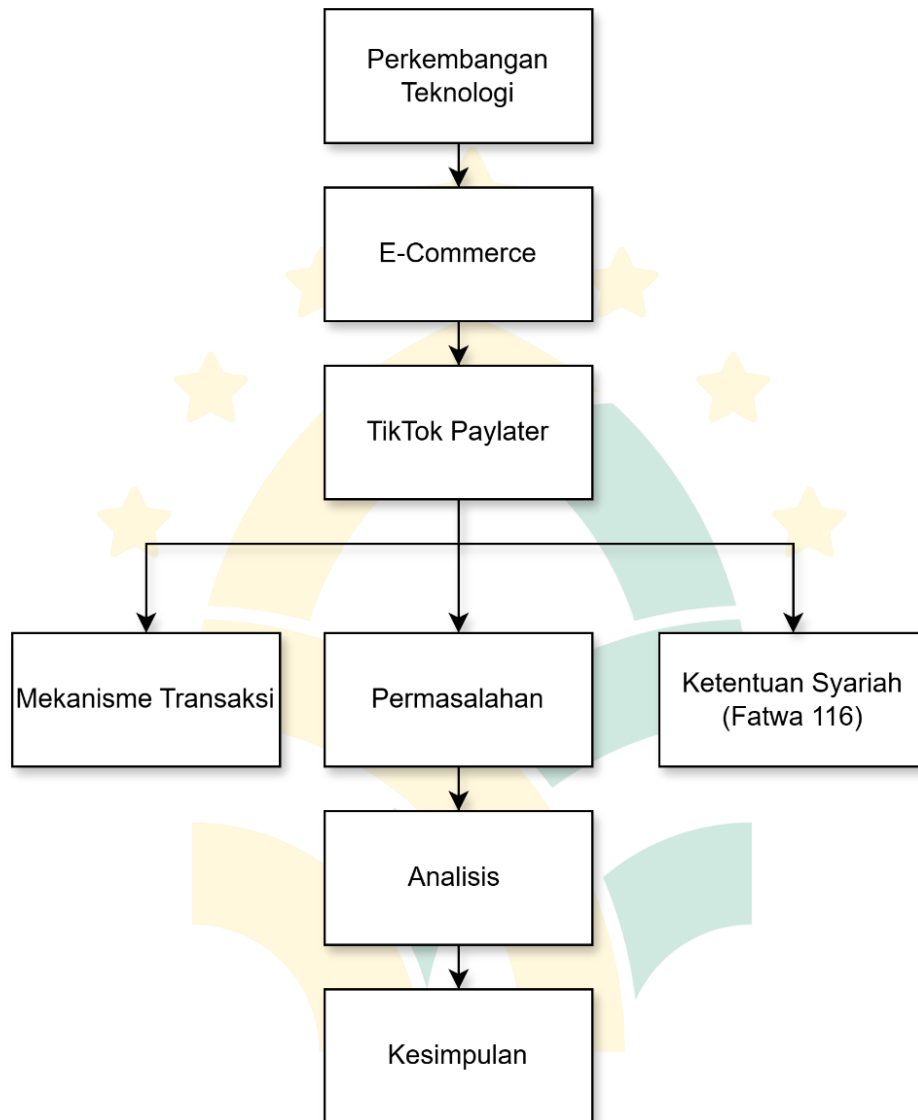 Perkembangan
Teknologi
E-Commerce
TikTok Paylater
Mekanisme Transaksi
Permasalahan
Ketentuan Syariah
(Fatwa 116)
Analisis
Kesimpulan